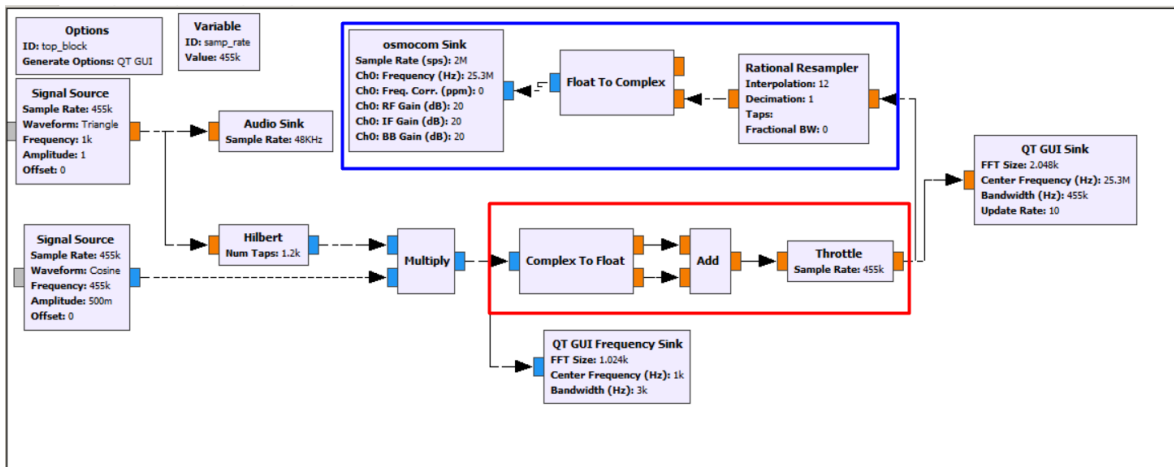 Options
ID: top_block
Generate Options: QT GUI
Variable
ID: samp_rate
Value: 455k
Signal Source
Sample Rate: 455k
Waveform: Triangle
Frequency: 1k
Amplitude: 1
Offset: 0
Audio Sink
Sample Rate: 48KHz
osmocom Sink
Sample Rate (sps): 2M
Ch0: Frequency (Hz): 25.3M
Ch0: Freq. Corr. (ppm): 0
Ch0: RF Gain (dB): 20
Ch0: IF Gain (dB): 20
Ch0: BB Gain (dB): 20
Float To Complex
Rational Resampler
Interpolation: 12
Decimation: 1
Taps:
Fractional BW: 0
QT GUI Sink
FFT Size: 2.048k
Center Frequency (Hz): 25.3M
Bandwidth (Hz): 455k
Update Rate: 10
Signal Source
Sample Rate: 455k
Waveform: Cosine
Frequency: 455k
Amplitude: 500m
Offset: 0
Hilbert
Num Taps: 1.2k
Multiply
Complex To Float
Add
Throttle
Sample Rate: 455k
QT GUI Frequency Sink
FFT Size: 1.024k
Center Frequency (Hz): 1k
Bandwidth (Hz): 3k